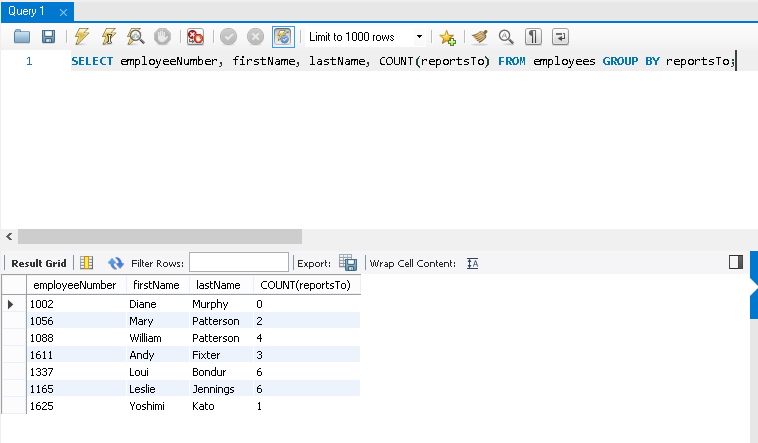 Query 1
Limit to 1000 rows
1 SELECT employeeNumber, firstName, lastName, COUNT(reportsTo) FROM employees GROUP BY reportsTo;
Result Grid Filter Rows: Export: Wrap Cell Content:
employeeNumber firstName lastName COUNT(reportsTo)
1002 Diane Murphy 0
1056 Mary Patterson 2
1088 William Patterson 4
1611 Andy Fixter 3
1337 Loui Bondur 6
1165 Leslie Jennings 6
1625 Yoshimi Kato 1